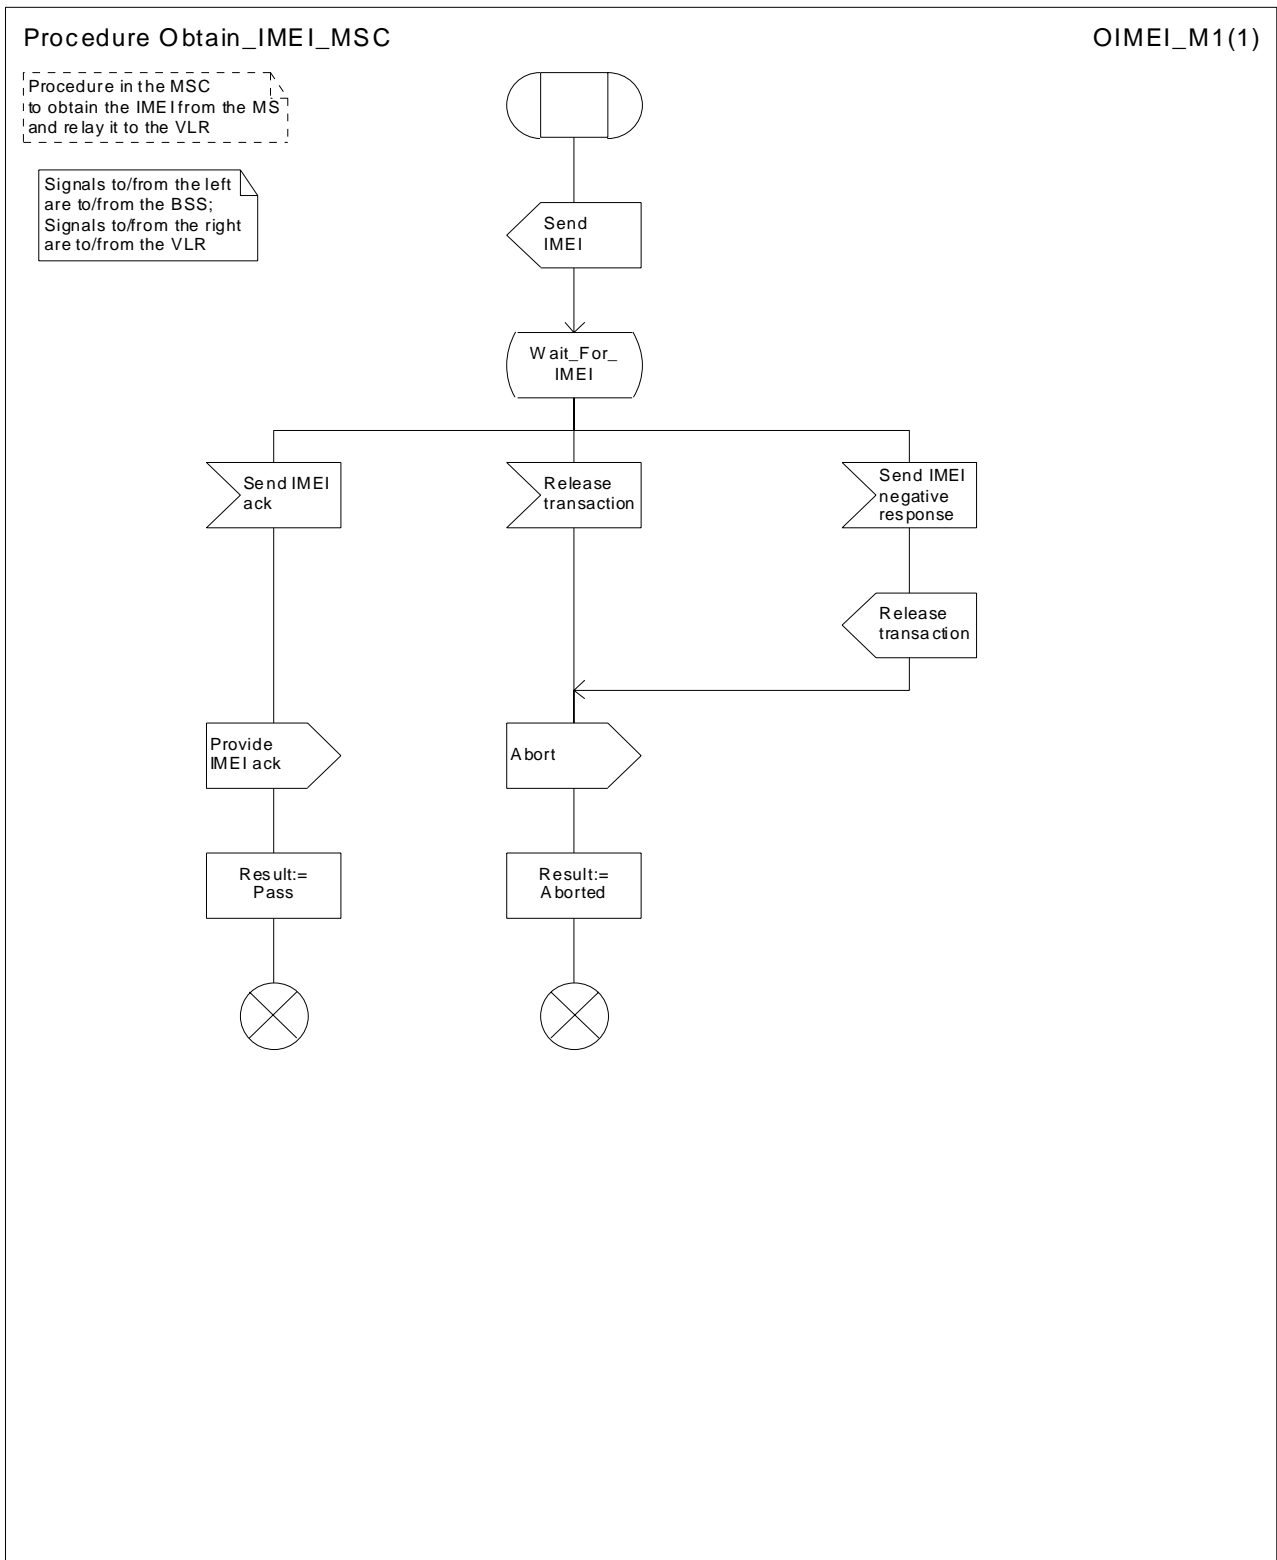 Procedure Obtain_IMEI_MSC
OIMEI_M1(1)
Procedure in the MSC
to obtain the IMEI from the MS
and relay it to the VLR
Signals to/from the left
are to/from the BSS;
Signals to/from the right
are to/from the VLR
Send
IMEI
Wait_For_
IMEI
Send IMEI
ack
Release
transaction
Send IMEI
negative
response
Release
transaction
Provide
IMEI ack
Abort
Result:=
Pass
Result:=
Aborted